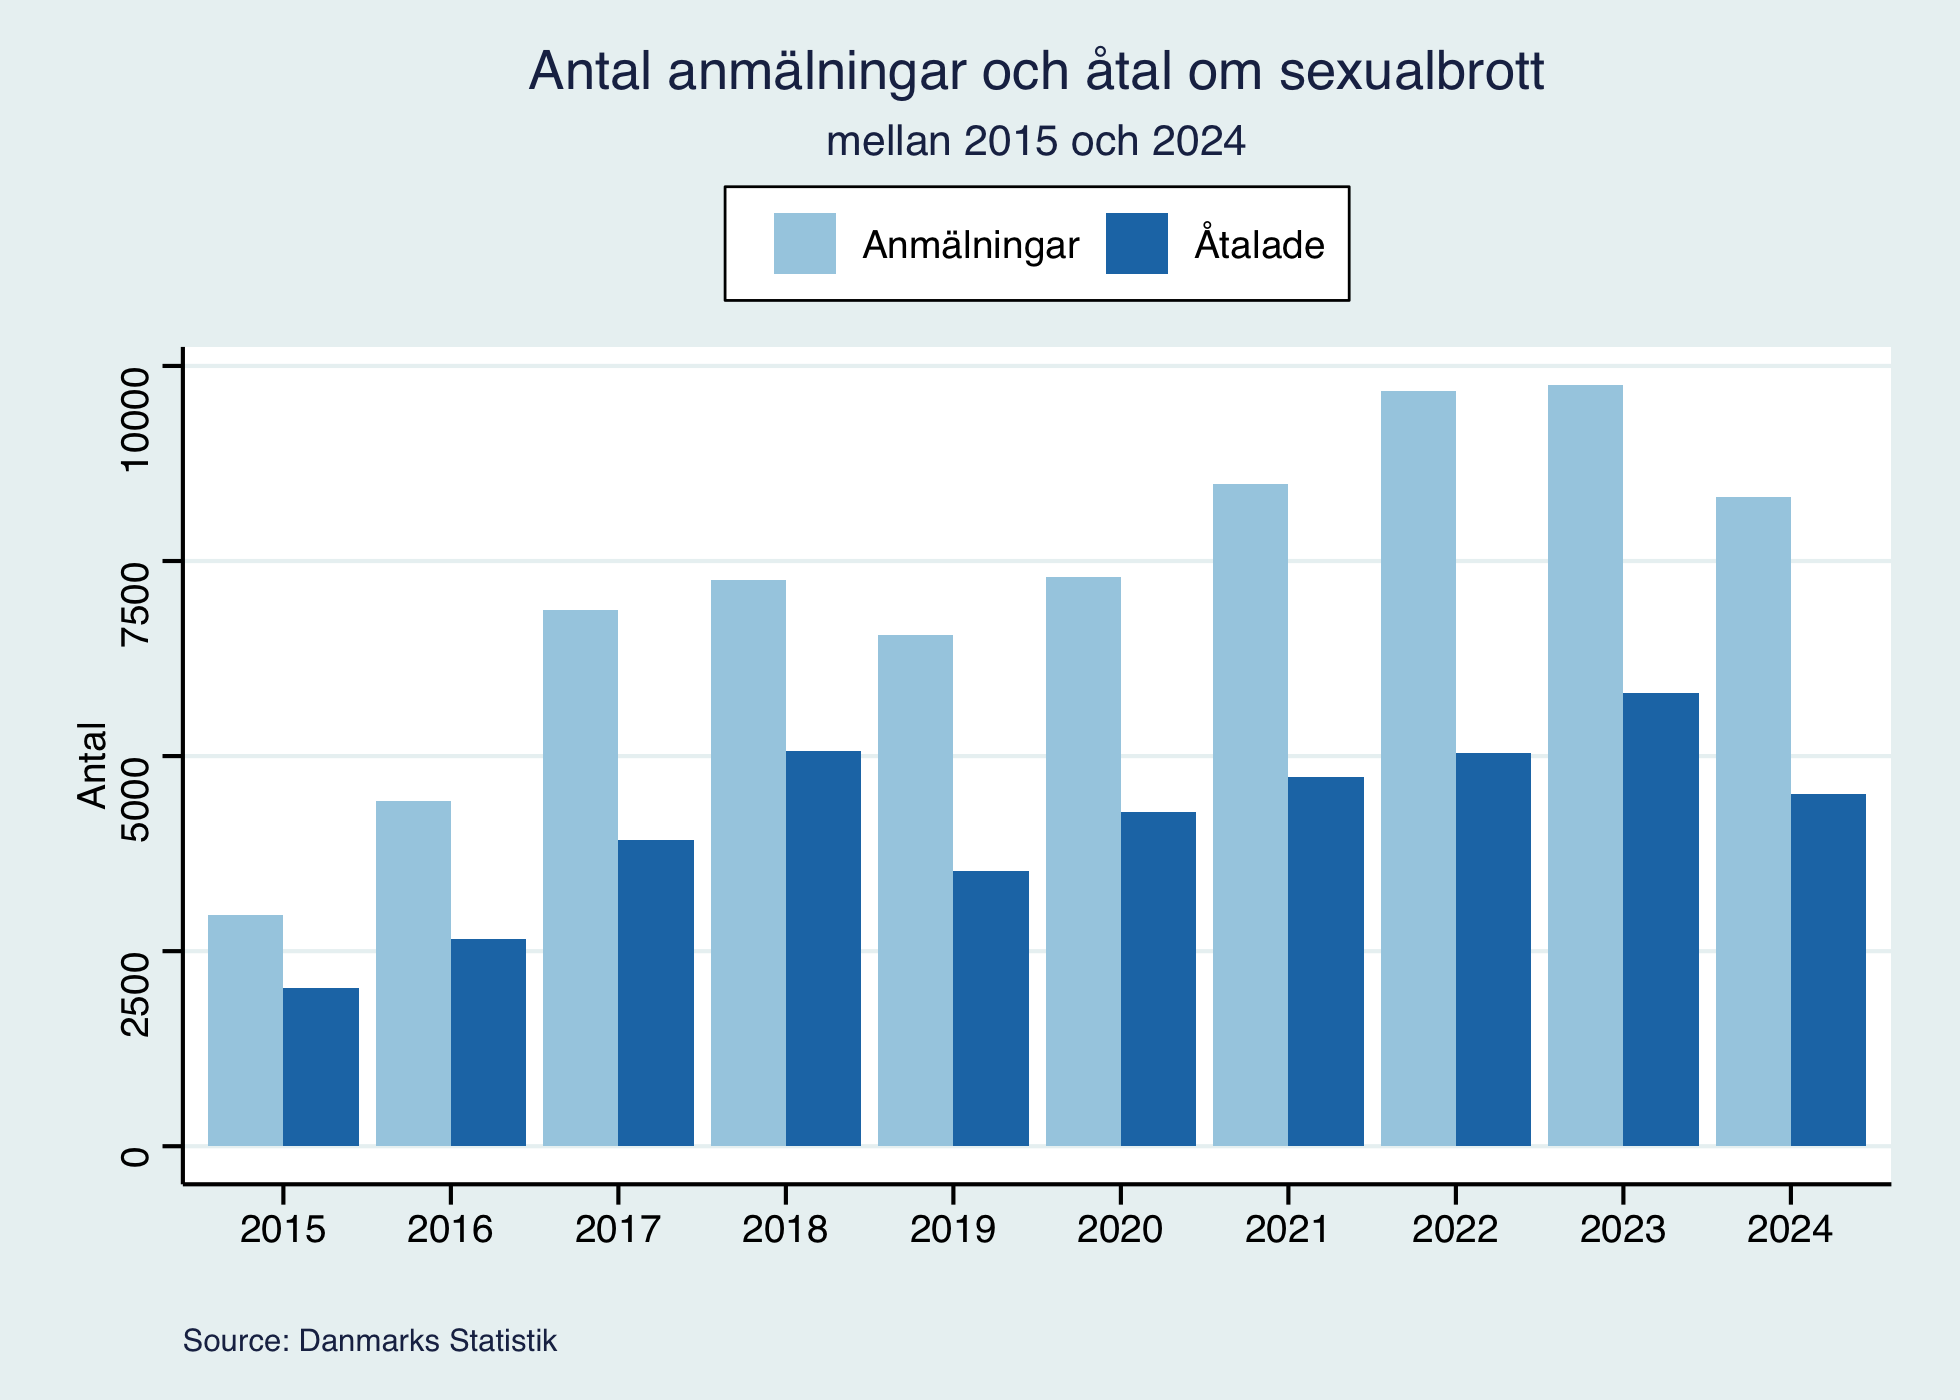 Antal anmälningar och åtal om sexualbrott
mellan 2015 och 2024
Anmälningar Åtalade
10000
7500
5000
2500
0
Antal
2015 2016 2017 2018 2019 2020 2021 2022 2023 2024
Source: Danmarks Statistik